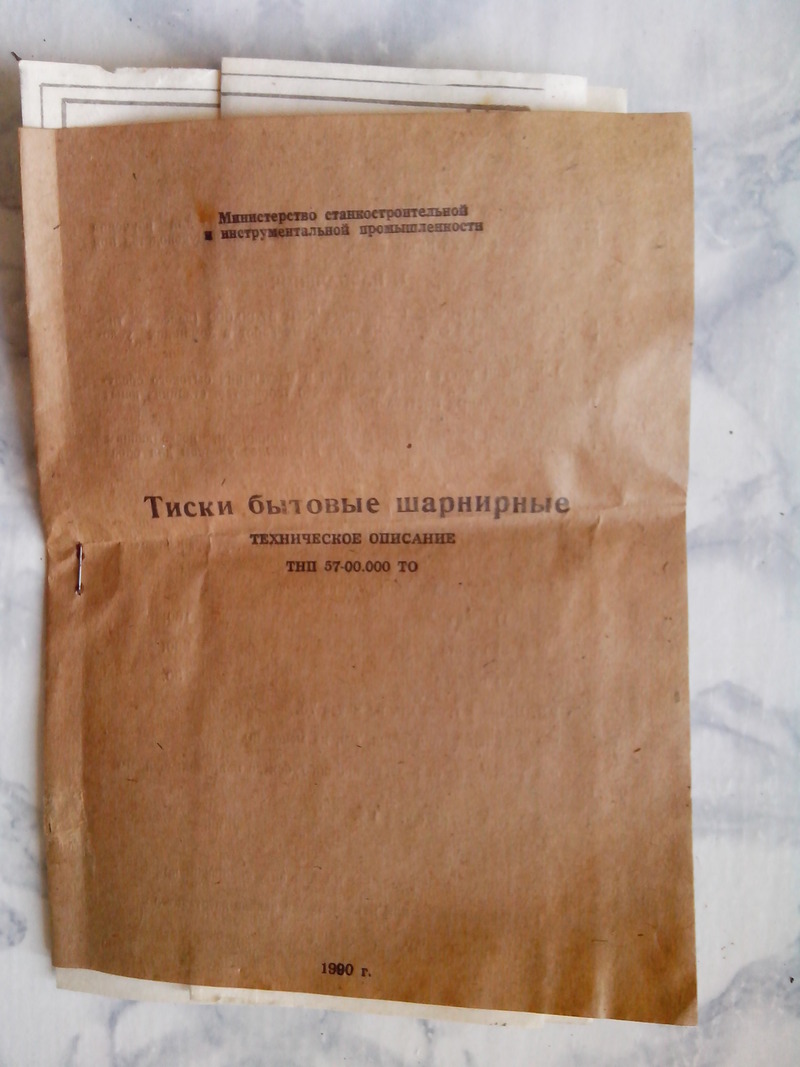 Министерство станкостроительной
и инструментальной промышленности
Тиски бытовые шарнирные
ТЕХНИЧЕСКОЕ ОПИСАНИЕ
ТНП 57-00.000 ТО
1990 г.